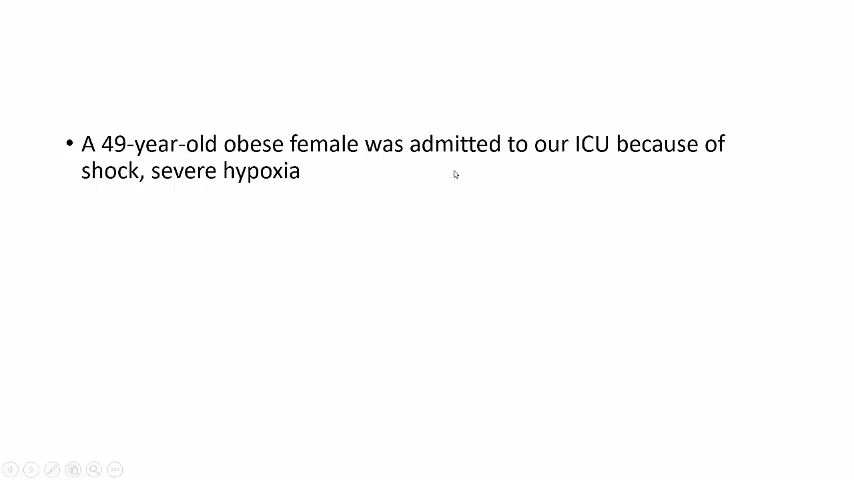 • A 49-year-old obese female was admitted to our ICU because of
shock, severe hypoxia